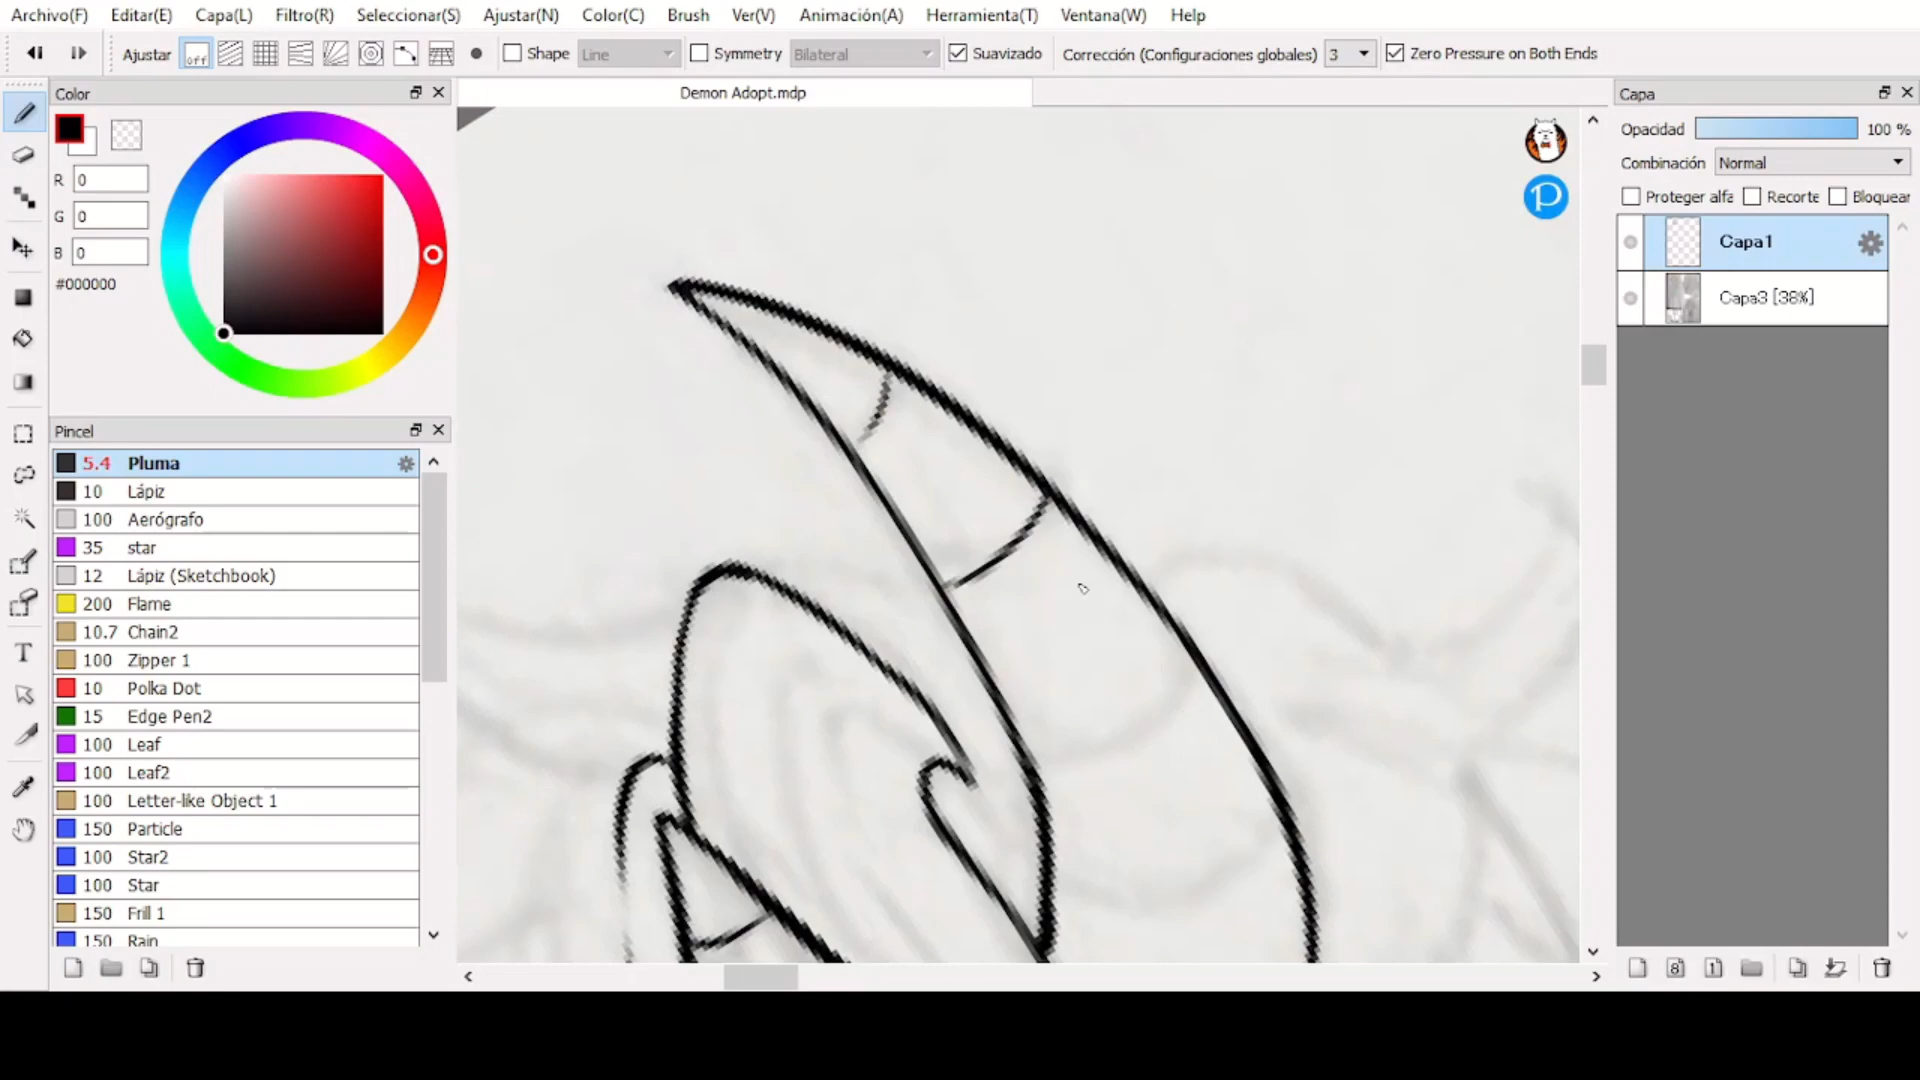 Archivo(F) Editar(E) Capa(L) Filtro(R) Seleccionar(S) Ajustar(N) Color(C) Brush Ver(V) Animación(A) Herramienta(T) Ventana(W) Help
Ajustar off Shape Line Symmetry Bilateral Suavizado Corrección (Configuraciones globales) 3 Zero Pressure on Both Ends
Color
Demon Adopt.mdp
Capa
R 0
G 0
B 0
#000000
Opacidad 100 %
Combinación Normal
Proteger alfa Recorte Bloquear
Capa1
Capa3 [38%]
Pincel
5.4 Pluma
10 Lápiz
100 Aerógrafo
35 star
12 Lápiz (Sketchbook)
200 Flame
10.7 Chain2
100 Zipper 1
10 Polka Dot
15 Edge Pen2
100 Leaf
100 Leaf2
100 Letter-like Object 1
150 Particle
100 Star2
100 Star
150 Frill 1
150 Rain
T
P
8
1